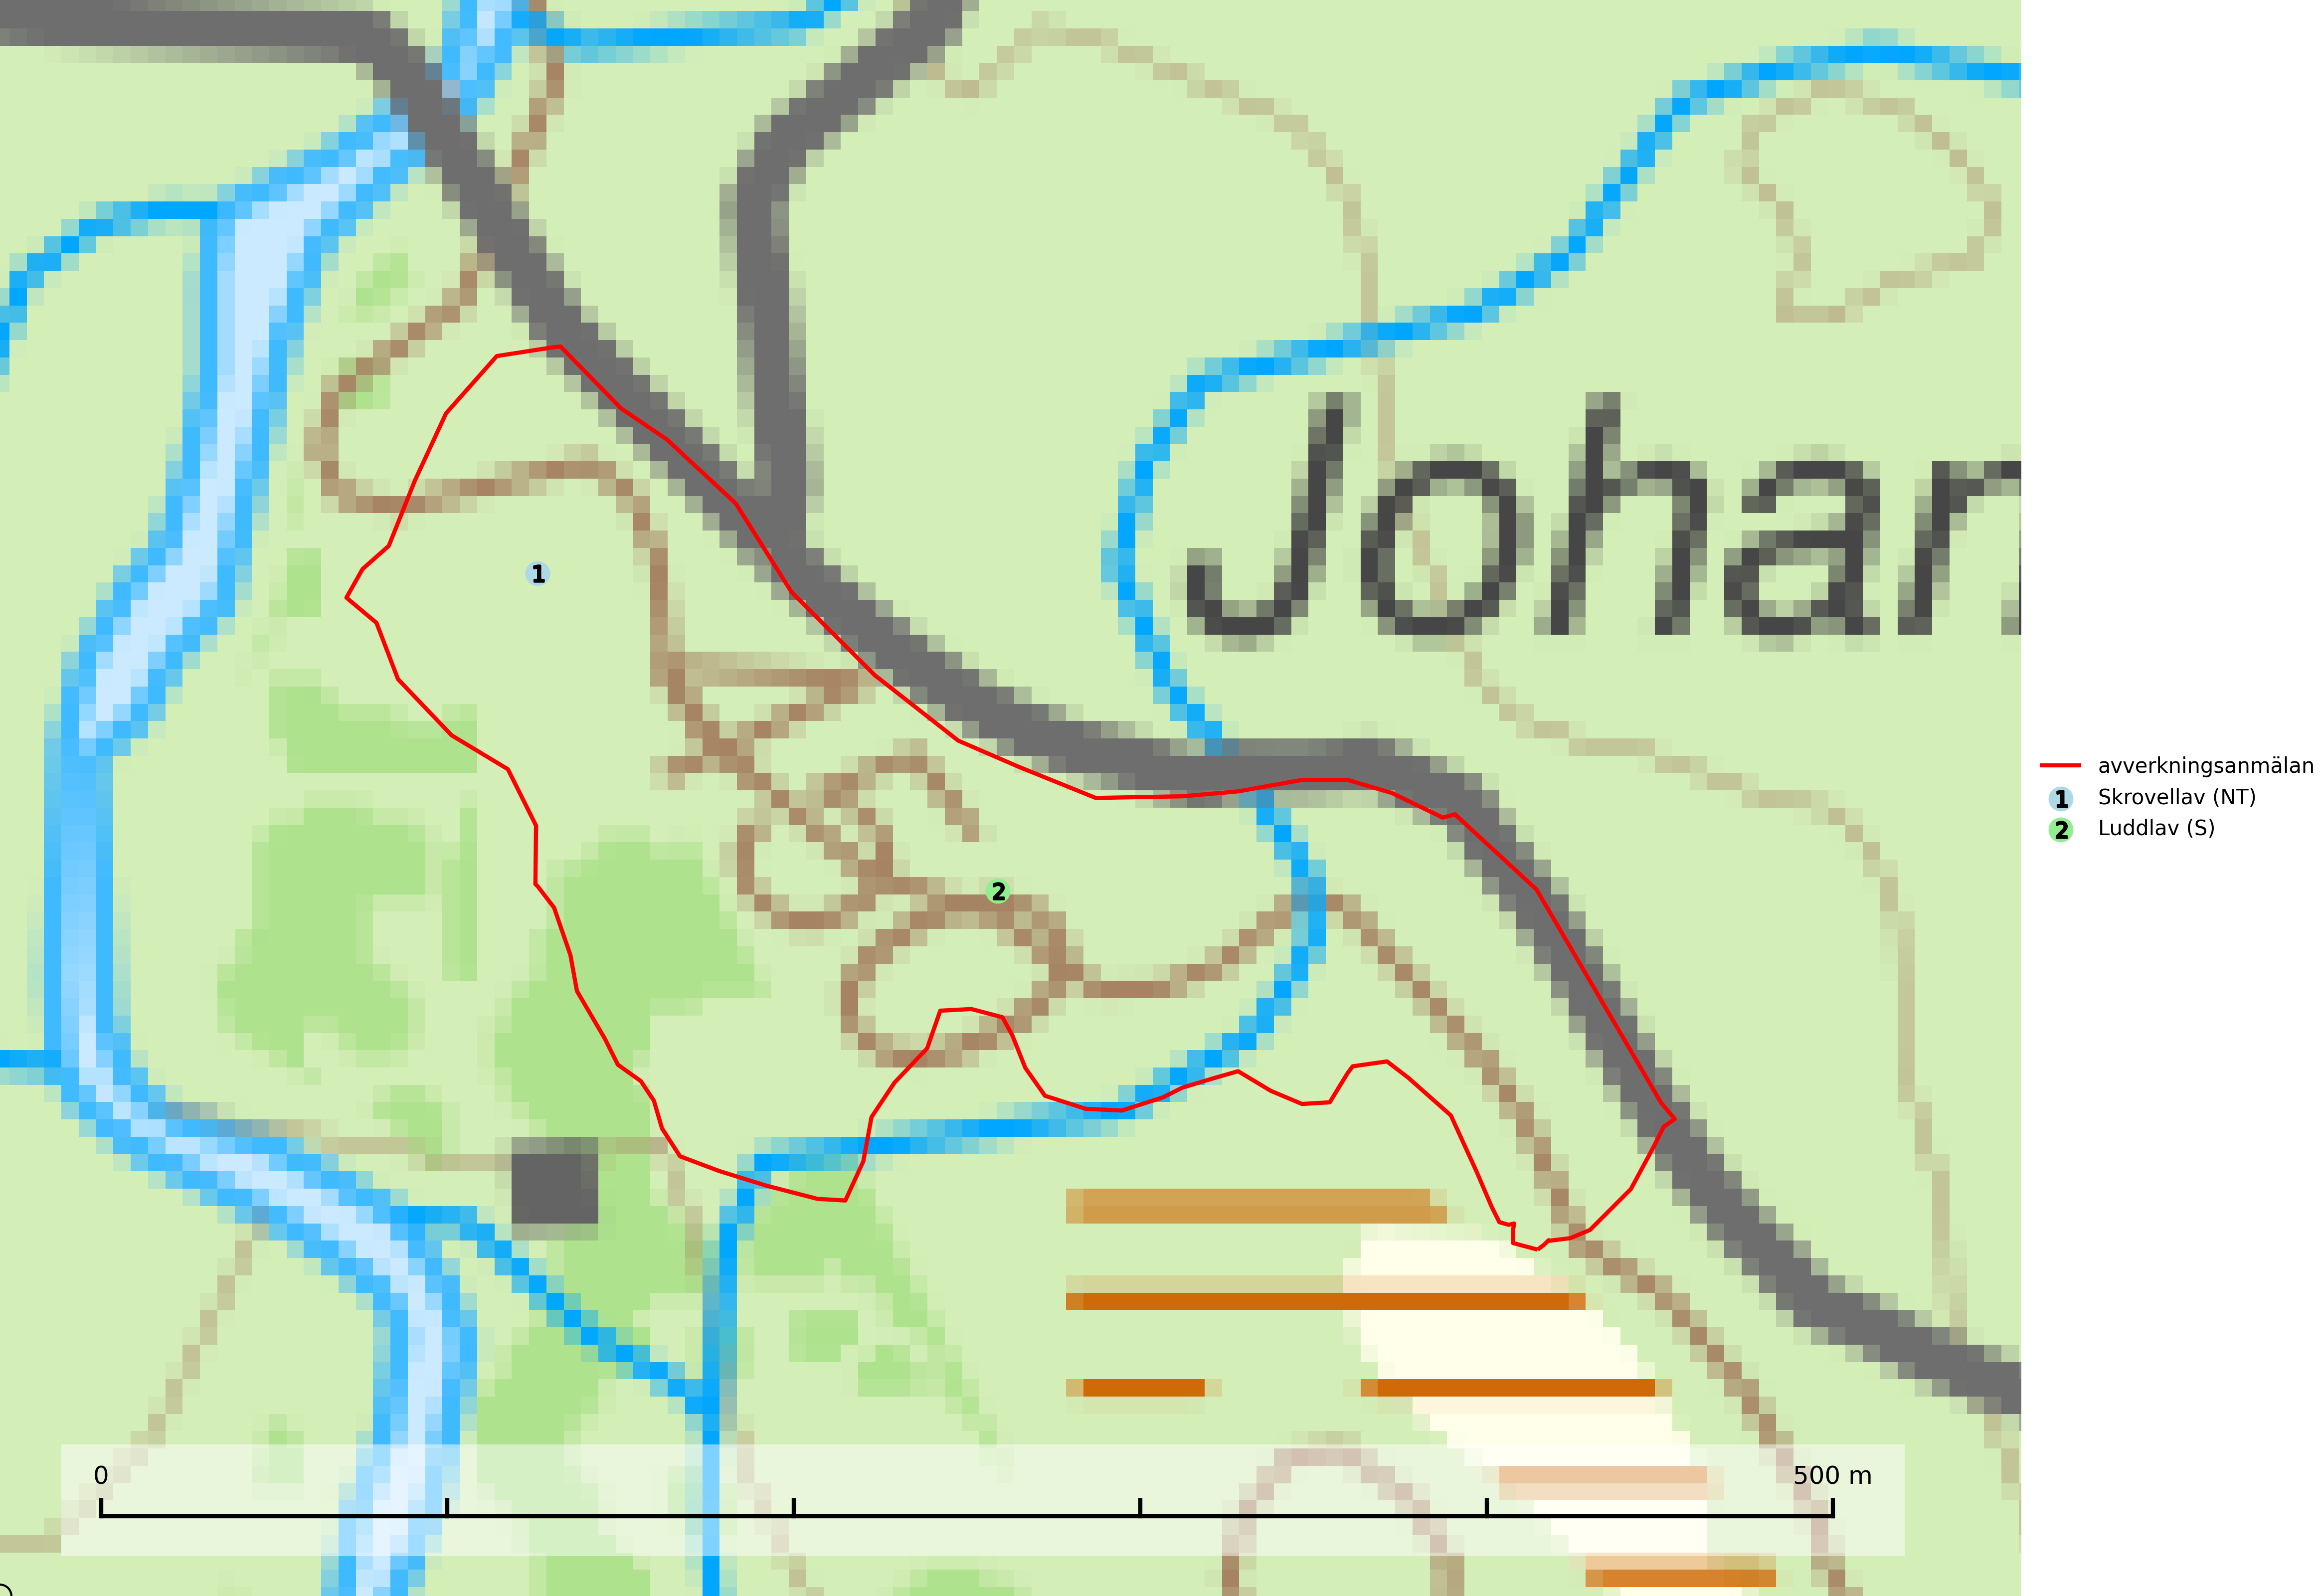 Johan
1
2
avverkningsanmälan
1 Skrovellav (NT)
2 Luddlav (S)
0 500 m